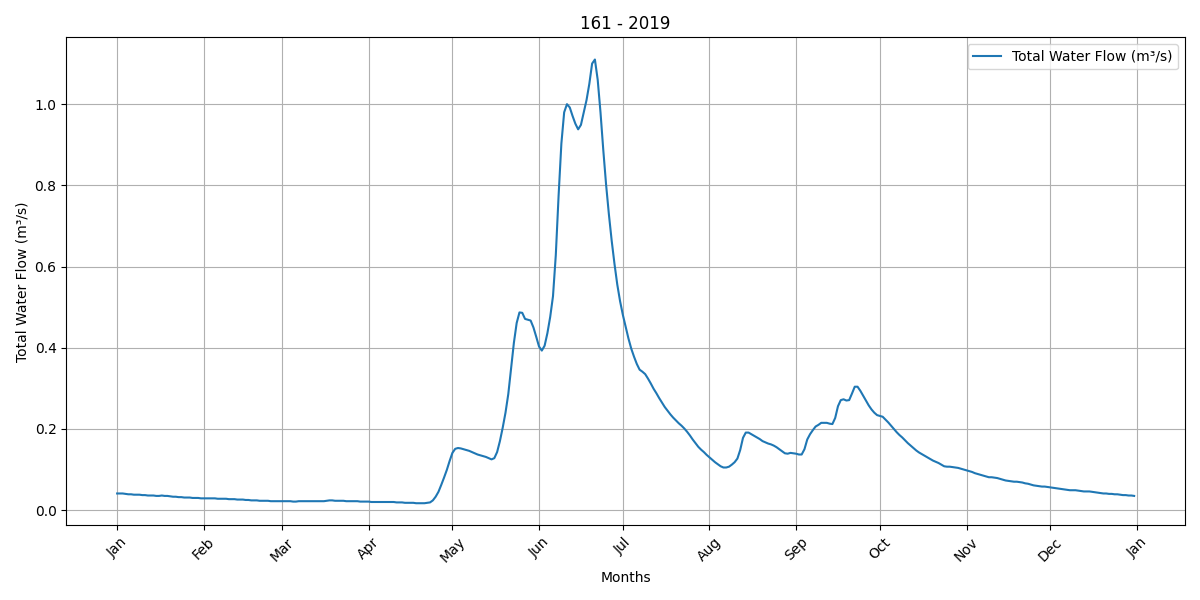 161 - 2019
Total Water Flow (m³/s)
Total Water Flow (m³/s)
1.0
0.8
0.6
0.4
0.2
0.0
Jan
Feb
Mar
Apr
May
Jun
Jul
Aug
Sep
Oct
Nov
Dec
Jan
Months